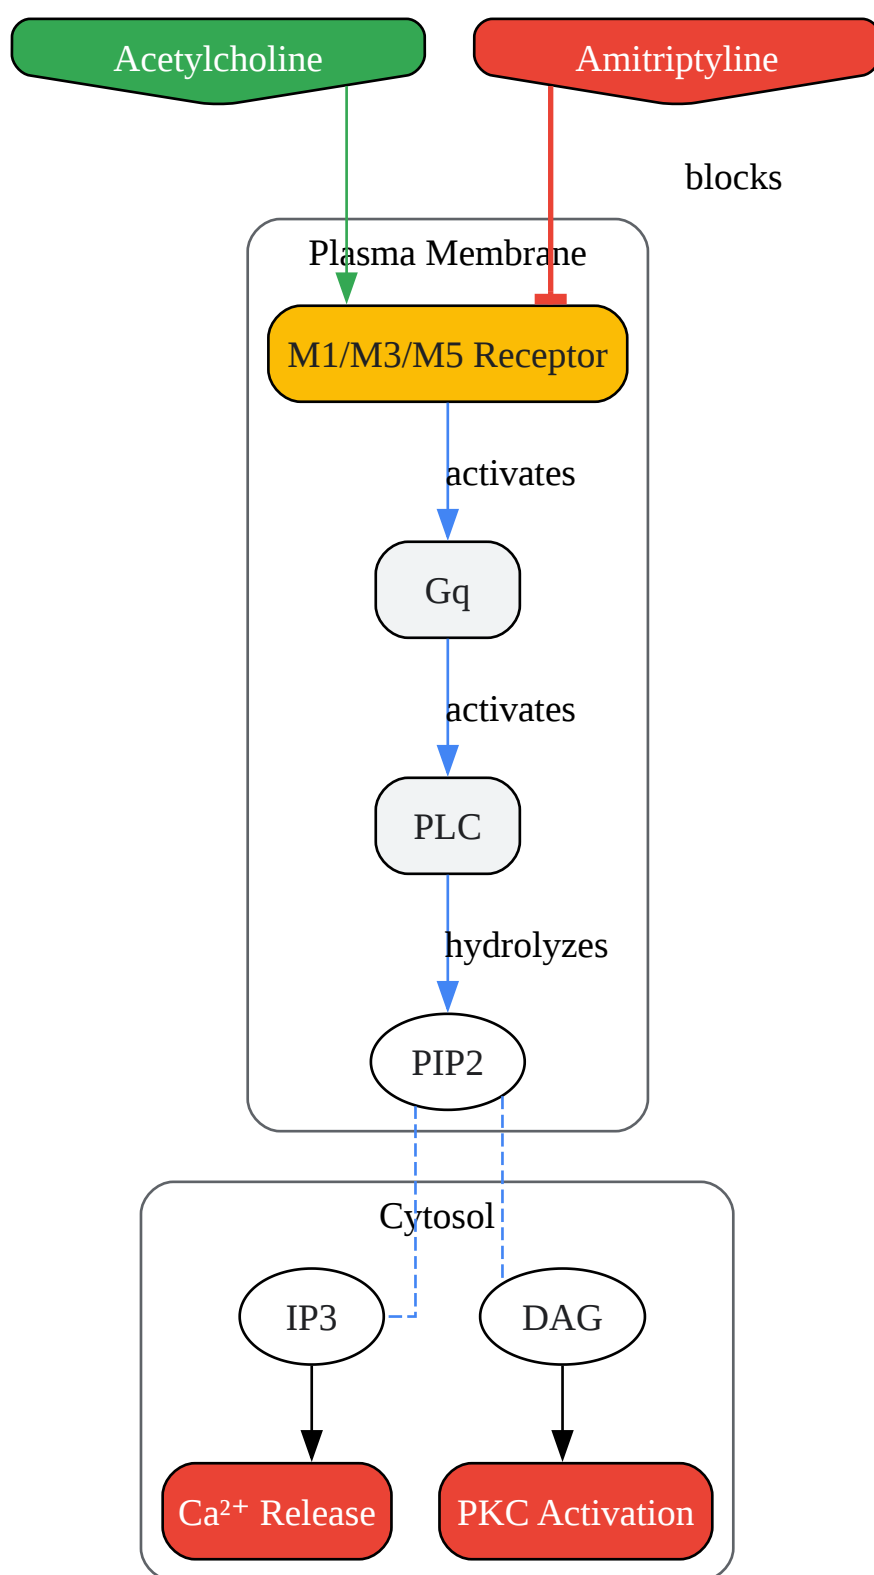 Acetylcholine
Amitriptyline
blocks
Plasma Membrane
M1/M3/M5 Receptor
activates
Gq
activates
PLC
hydrolyzes
PIP2
Cytosol
IP3
DAG
Ca²⁺ Release
PKC Activation